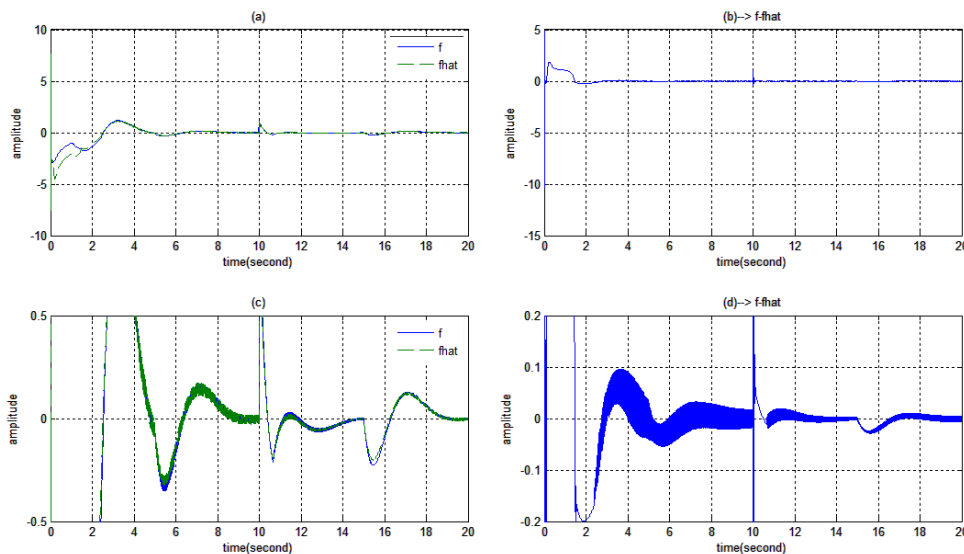 (a)
10
5
0
-5
-10
amplitude
f
fhat
0 2 4 6 8 10 12 14 16 18 20
time(second)
(b)--> f-fhat
5
0
-5
-10
-15
amplitude
0 2 4 6 8 10 12 14 16 18 20
time(second)
(c)
0.5
0
-0.5
amplitude
f
fhat
0 2 4 6 8 10 12 14 16 18 20
time(second)
(d)--> f-fhat
0.2
0.1
0
-0.1
-0.2
amplitude
0 2 4 6 8 10 12 14 16 18 20
time(second)